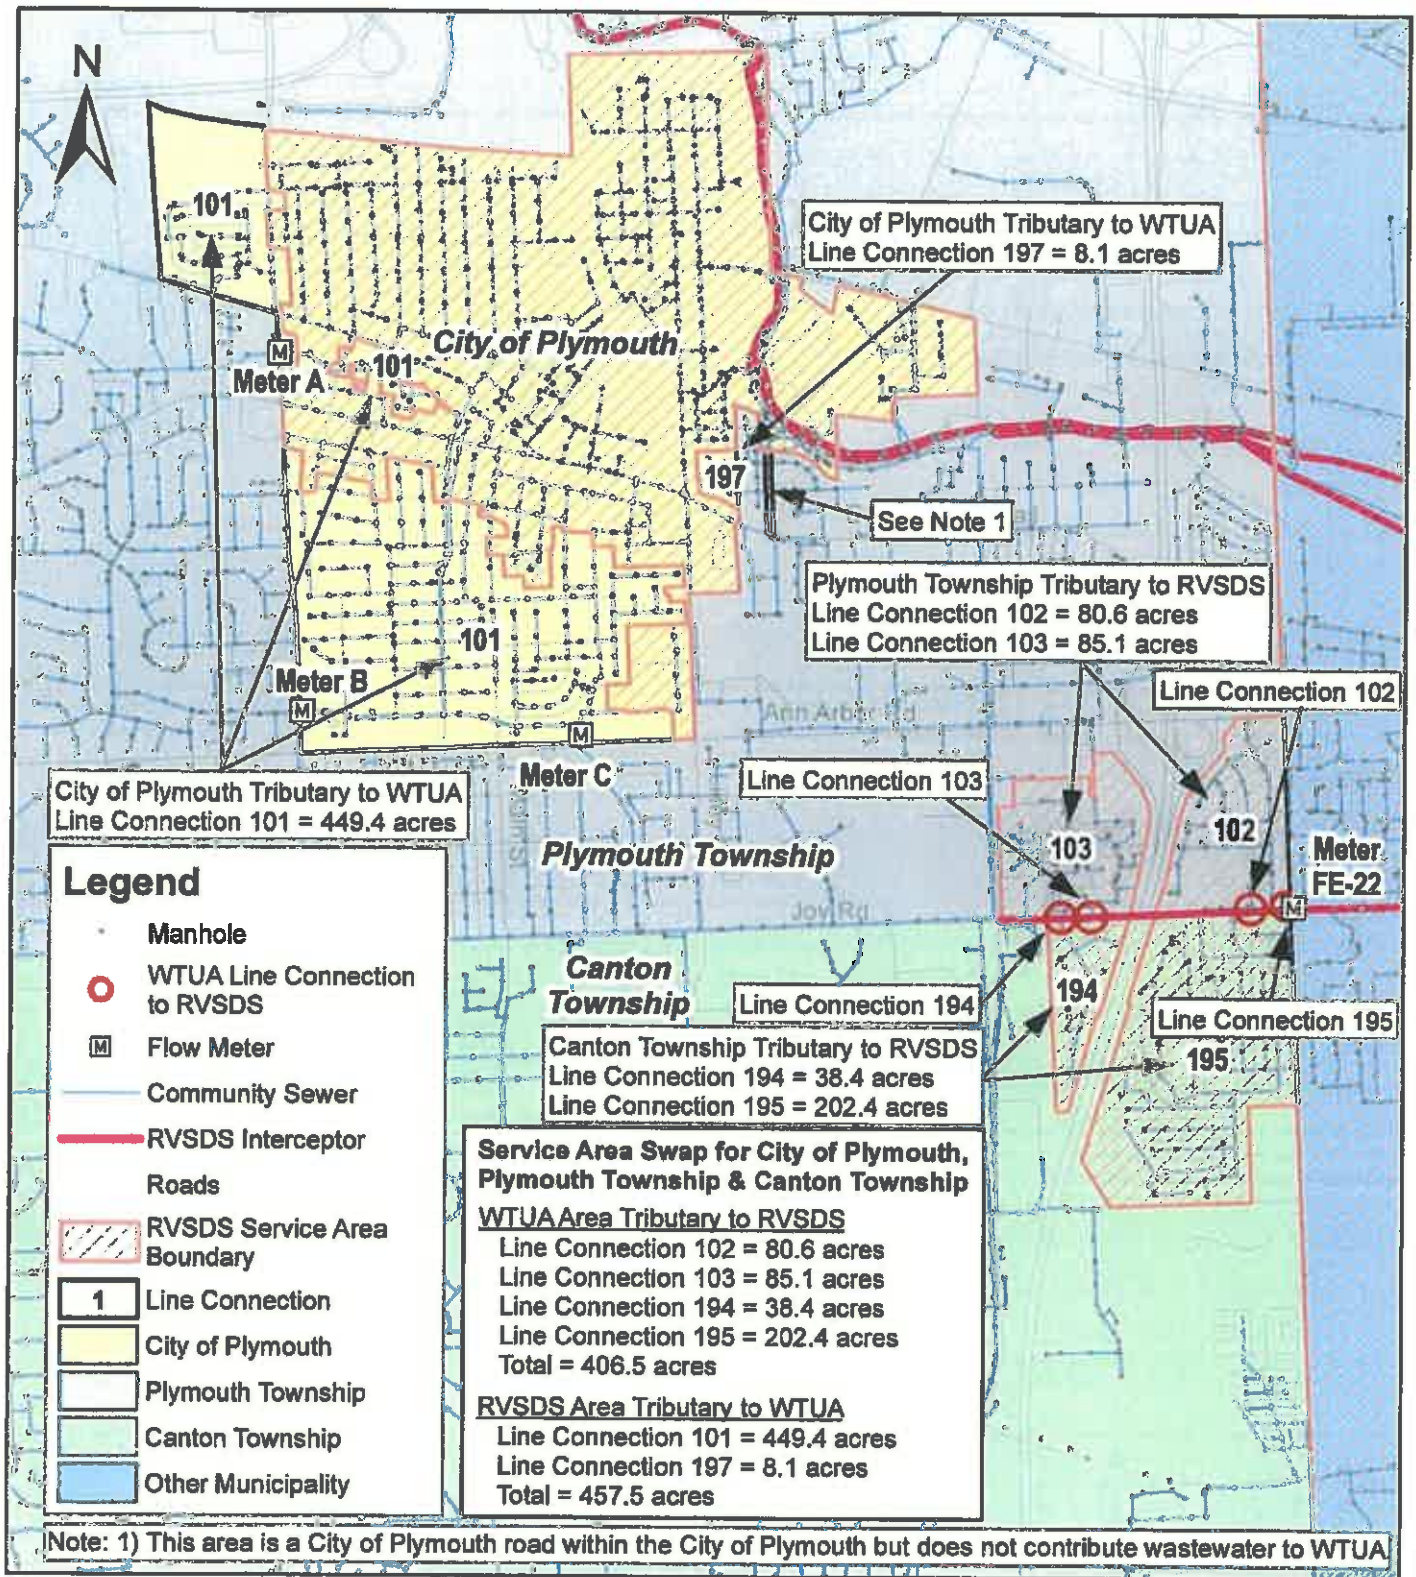 N
101
City of Plymouth Tributary to WTUA
Line Connection 197 = 8.1 acres
City of Plymouth
101
M
Meter A
197
See Note 1
Plymouth Township Tributary to RVSDS
Line Connection 102 = 80.6 acres
Line Connection 103 = 85.1 acres
101
Meter B
M
Line Connection 102
Ann Arbor Rd
M
Meter C
Line Connection 103
City of Plymouth Tributary to WTUA
Line Connection 101 = 449.4 acres
102
103
Plymouth Township
Meter
FE-22
M
Joy Rd
Canton
Township
194
Line Connection 194
Line Connection 195
195
Canton Township Tributary to RVSDS
Line Connection 194 = 38.4 acres
Line Connection 195 = 202.4 acres
Legend
Manhole
WTUA Line Connection
to RVSDS
M Flow Meter
Community Sewer
RVSDS Interceptor
Roads
RVSDS Service Area
Boundary
1 Line Connection
City of Plymouth
Plymouth Township
Canton Township
Other Municipality
Service Area Swap for City of Plymouth,
Plymouth Township & Canton Township
WTUA Area Tributary to RVSDS
Line Connection 102 = 80.6 acres
Line Connection 103 = 85.1 acres
Line Connection 194 = 38.4 acres
Line Connection 195 = 202.4 acres
Total = 406.5 acres
RVSDS Area Tributary to WTUA
Line Connection 101 = 449.4 acres
Line Connection 197 = 8.1 acres
Total = 457.5 acres
Note: 1) This area is a City of Plymouth road within the City of Plymouth but does not contribute wastewater to WTUA